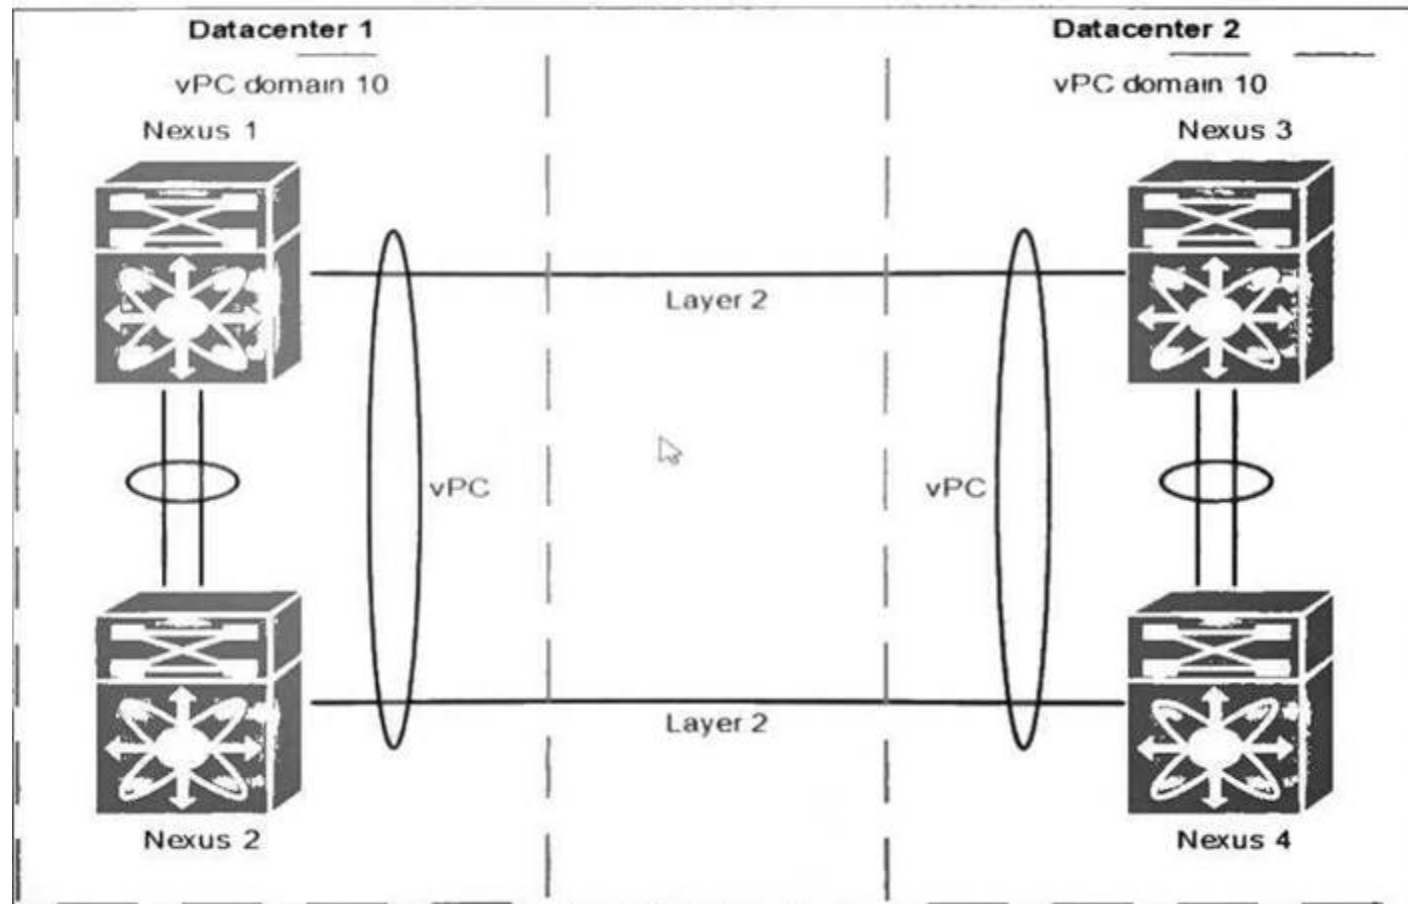 Datacenter 1
Datacenter 2
vPC domain 10
vPC domain 10
Nexus 1
Nexus 3
Layer 2
vPC
vPC
Layer 2
Nexus 2
Nexus 4